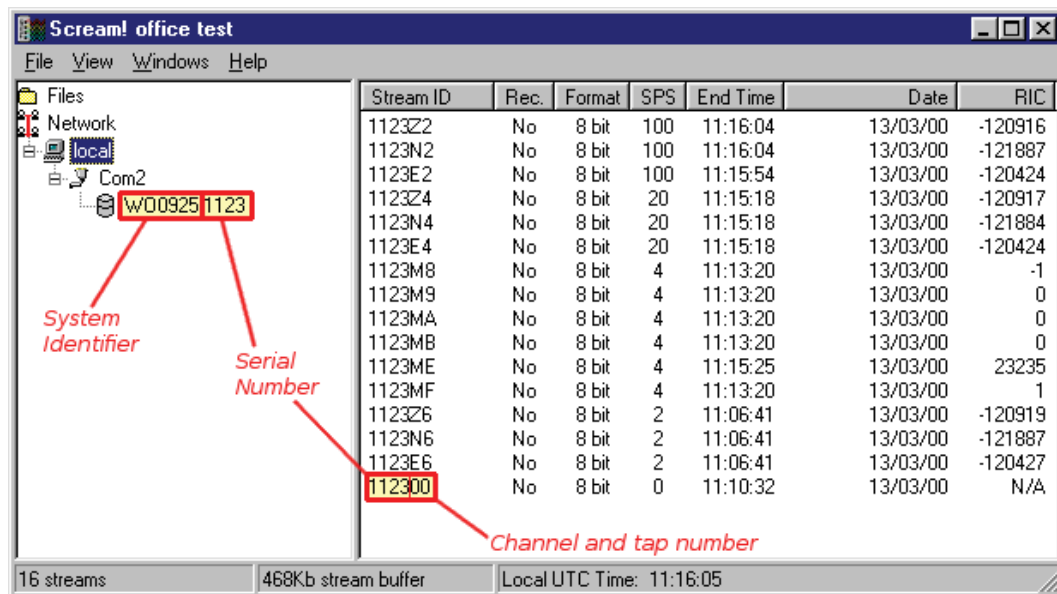 Scream! office test
File View Windows Help
Files
Network
local
Com2
WO0925 1123
System
Identifier
Serial
Number
Stream ID Rec. Format SPS End Time Date RIC
1123Z2 No 8 bit 100 11:16:04 13/03/00 -120916
1123N2 No 8 bit 100 11:16:04 13/03/00 -121887
1123E2 No 8 bit 100 11:15:54 13/03/00 -120424
1123Z4 No 8 bit 20 11:15:18 13/03/00 -120917
1123N4 No 8 bit 20 11:15:18 13/03/00 -121884
1123E4 No 8 bit 20 11:15:18 13/03/00 -120424
1123M8 No 8 bit 4 11:13:20 13/03/00 -1
1123M9 No 8 bit 4 11:13:20 13/03/00 0
1123MA No 8 bit 4 11:13:20 13/03/00 0
1123MB No 8 bit 4 11:13:20 13/03/00 0
1123ME No 8 bit 4 11:15:25 13/03/00 23235
1123MF No 8 bit 4 11:13:20 13/03/00 1
1123Z6 No 8 bit 2 11:06:41 13/03/00 -120919
1123N6 No 8 bit 2 11:06:41 13/03/00 -121887
1123E6 No 8 bit 2 11:06:41 13/03/00 -120427
112300 No 8 bit 0 11:10:32 13/03/00 N/A
Channel and tap number
16 streams 468Kb stream buffer Local UTC Time: 11:16:05